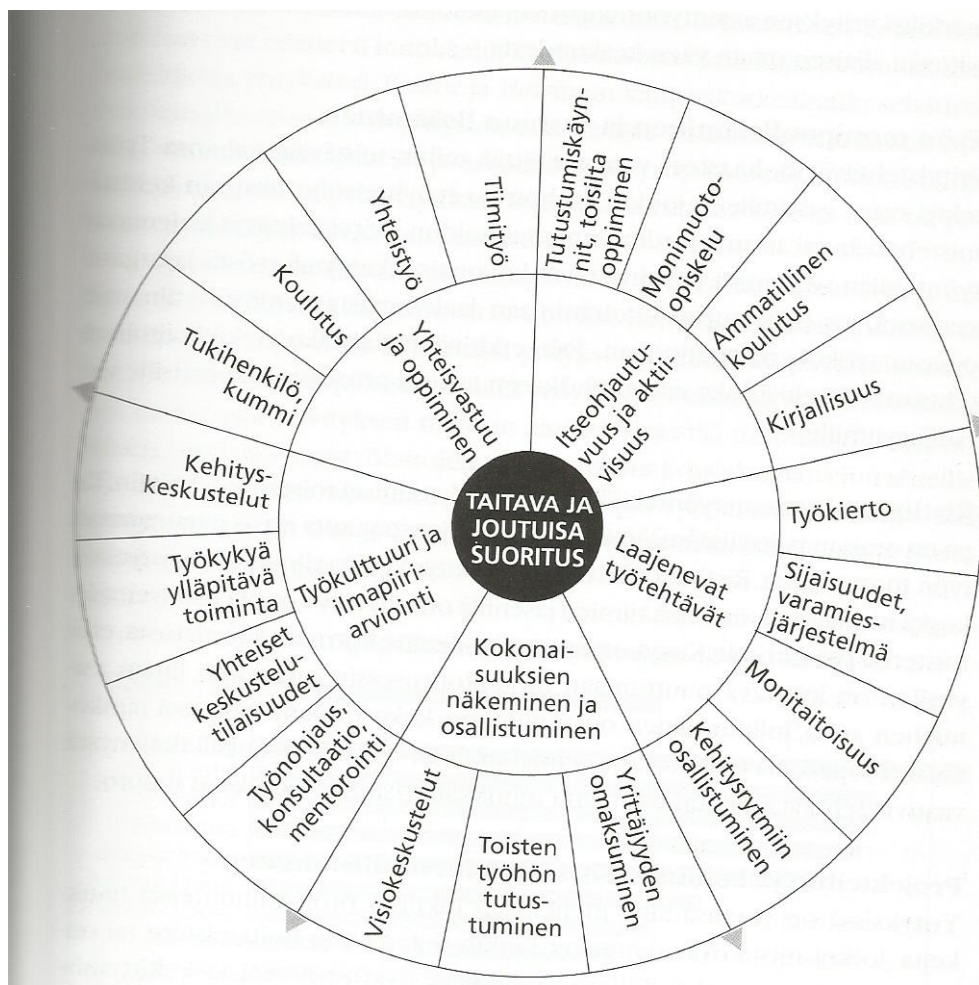 TAITAVA JA
JOUTUISA
SUORITUS
Itseohjautu-
vuus ja aktii-
visuus
Laajenevat
työtehtävät
Kokonai-
suuksien
näkeminen ja
osallistuminen
Työkulttuuri ja
ilmapiiri-
arviointi
Yhteisvastuu
ja oppiminen
Tutustumiskäyn-
nit, toisilta
oppiminen
Monimuoto-
opiskelu
Ammatillinen
koulutus
Kirjallisuus
Työkierto
Sijaisuudet,
varamies-
järjestelmä
Monitaitoisuus
Kehitysrytmiin
osallistuminen
Yrittäjyyden
omaksuminen
Toisten
työhön
tutus-
tuminen
Visiokeskustelut
Työnohjaus,
konsultaatio,
mentorointi
Yhteiset
keskustelu-
tilaisuudet
Työkykyä
ylläpitävä
toiminta
Kehitys-
keskustelut
Tukihenkilö,
kummi
Koulutus
Yhteistyö
Tiimityö